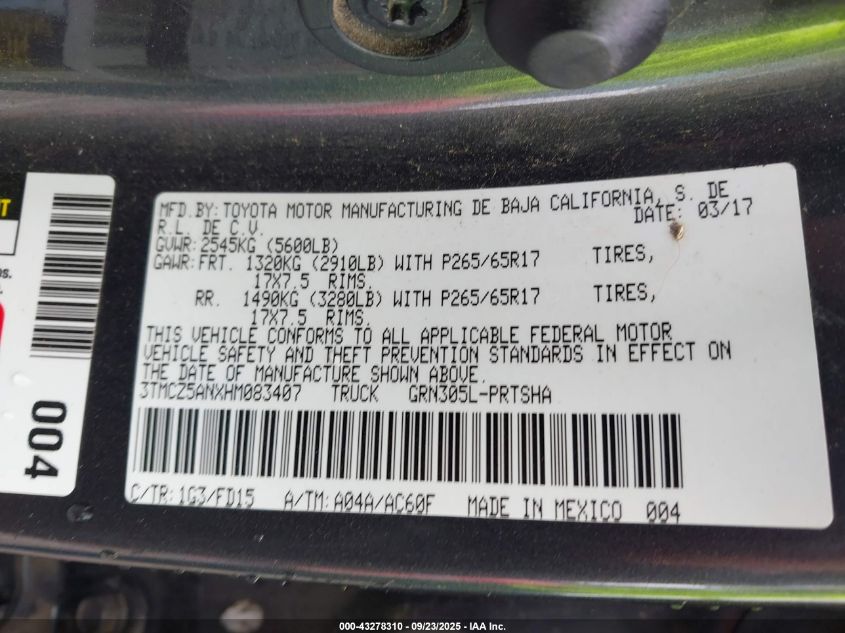 MFD.BY: TOYOTA MOTOR MANUFACTURING DE BAJA CALIFORNIA, S. DE
R.L. DE C.V. DATE: 03/17
GVWR: 2545KG (5600LB)
GAWR: FRT. 1320KG (2910LB) WITH P265/65R17 TIRES,
17X7.5 RIMS.
RR. 1490KG (3280LB) WITH P265/65R17 TIRES,
17X7.5 RIMS.
THIS VEHICLE CONFORMS TO ALL APPLICABLE FEDERAL MOTOR
VEHICLE SAFETY AND THEFT PREVENTION STANDARDS IN EFFECT ON
THE DATE OF MANUFACTURE SHOWN ABOVE.
3TMCZ5ANXHM083407 TRUCK GRN305L-PRTSHA
C/TR: 1G3/FD15 A/TM: A04A/AC60F MADE IN MEXICO 004
004
000-43278310 - 09/23/2025 - IAA Inc.